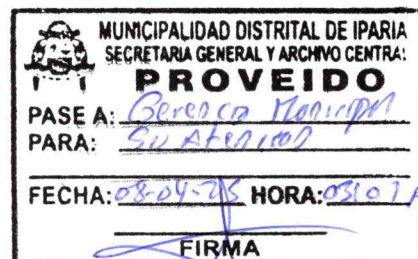 MUNICIPALIDAD DISTRITAL DE IPARIA
SECRETARIA GENERAL Y ARCHIVO CENTRAL
PROVEIDO
PASE A: Gerencia Municipal
PARA: Su Atención
FECHA: 08-04-25 HORA:
FIRMA